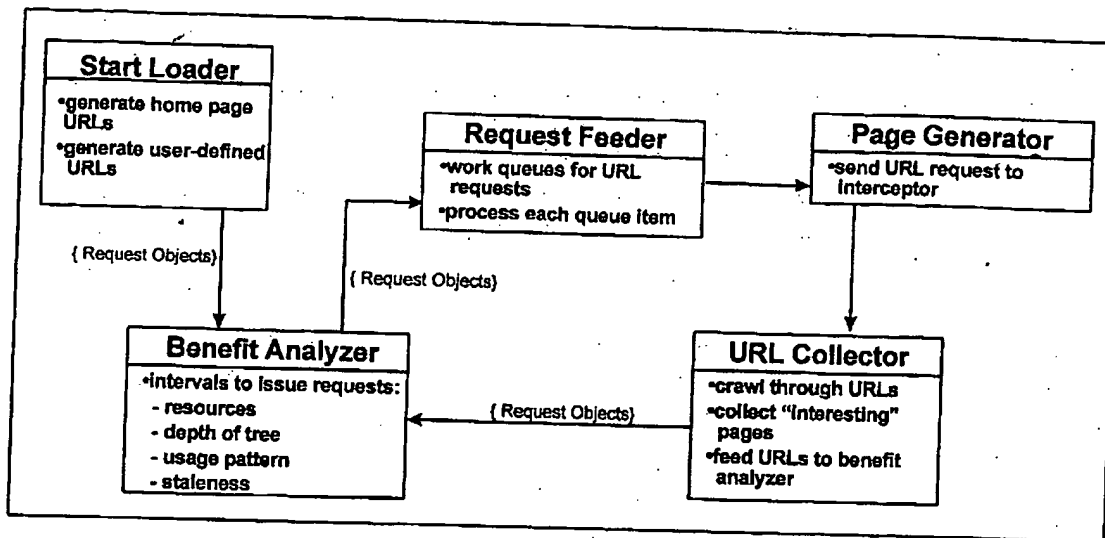 Start Loader
•generate home page
URLs
•generate user-defined
URLs
Request Feeder
•work queues for URL
requests
•process each queue item
Page Generator
•send URL request to
interceptor
{ Request Objects}
{ Request Objects}
Benefit Analyzer
•intervals to issue requests:
- resources
- depth of tree
- usage pattern
- staleness
{ Request Objects}
URL Collector
•crawl through URLs
•collect "interesting"
pages
•feed URLs to benefit
analyzer